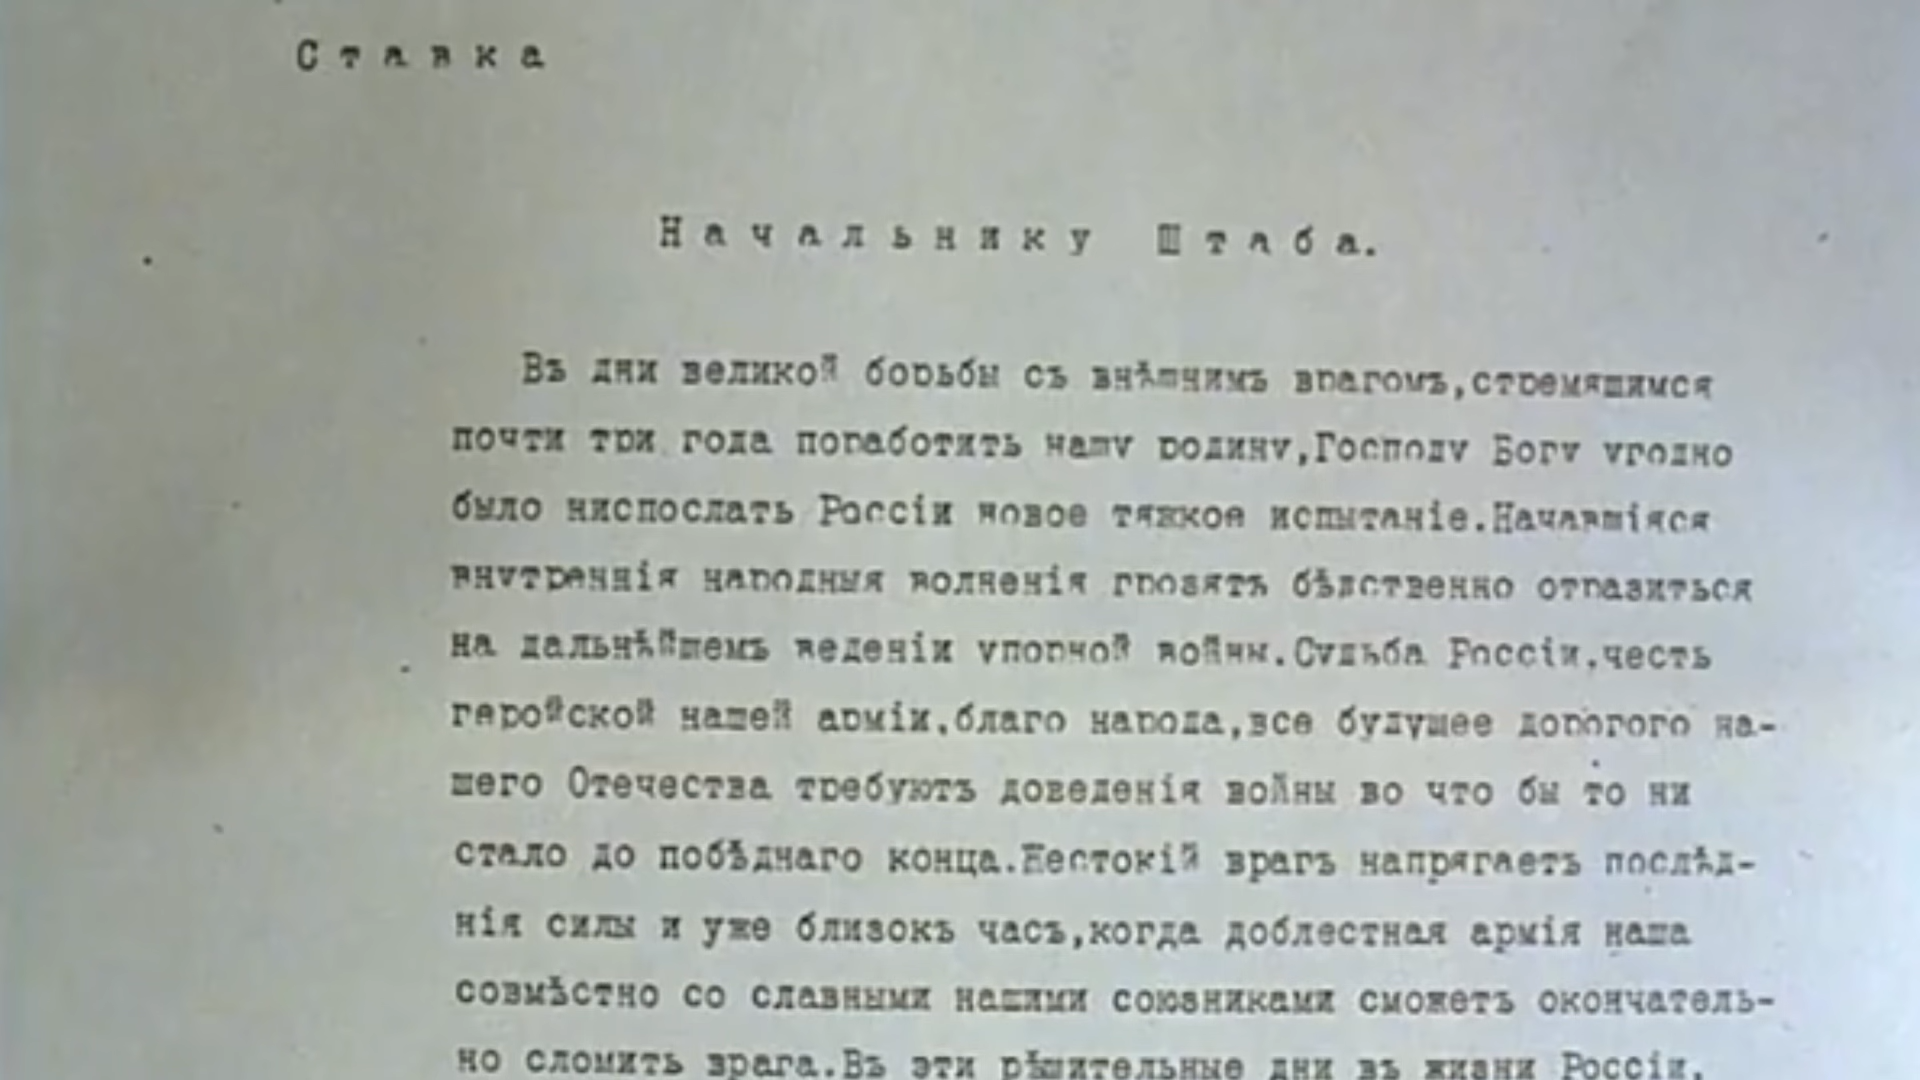 Ставка
Начальнику Штаба.
Въ дни великой борьбы съ внѣшнимъ врагомъ,стремящимся
почти три года поработить нашу родину,Господу Богу угодно
было ниспослать Россіи новое тяжкое испытаніе.Начавшіяся
внутреннія народныя волненія грозятъ бѣдственно отразиться
на дальнѣйшемъ веденіи упорной войны.Судьба Россіи,честь
геройской нашей арміи,благо народа,все будущее дорогого на-
шего Отечества требуютъ доведенія войны во что бы то ни
стало до побѣднаго конца.Жестокій врагъ напрягаетъ послѣд-
нія силы и уже близокъ часъ,когда доблестная армія наша
совмѣстно со славными нашими союзниками сможетъ окончатель-
но сломить врага.Въ эти рѣшительные дни въ жизни Россіи,